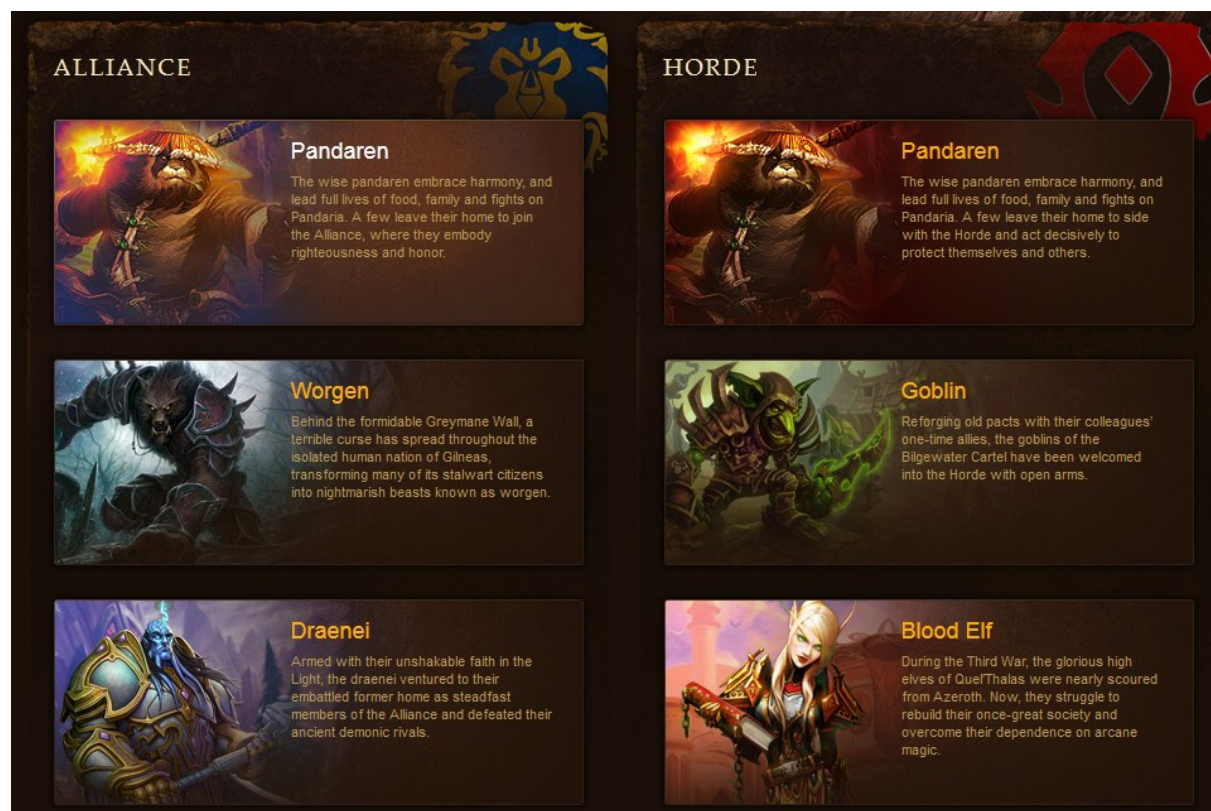 ALLIANCE
Pandaren
The wise pandaren embrace harmony, and
lead full lives of food, family and fights on
Pandaria. A few leave their home to join
the Alliance, where they embody
righteousness and honor.
Worgen
Behind the formidable Greymane Wall, a
terrible curse has spread throughout the
isolated human nation of Gilneas,
transforming many of its stalwart citizens
into nightmarish beasts known as worgen.
Draenei
Armed with their unshakable faith in the
Light, the draenei ventured to their
embattled former home as steadfast
members of the Alliance and defeated their
ancient demonic rivals.
HORDE
Pandaren
The wise pandaren embrace harmony, and
lead full lives of food, family and fights on
Pandaria. A few leave their home to side
with the Horde and act decisively to
protect themselves and others.
Goblin
Reforging old pacts with their colleagues'
one-time allies, the goblins of the
Bilgewater Cartel have been welcomed
into the Horde with open arms.
Blood Elf
During the Third War, the glorious high
elves of Quel'Thalas were nearly scoured
from Azeroth. Now, they struggle to
rebuild their once-great society and
overcome their dependence on arcane
magic.